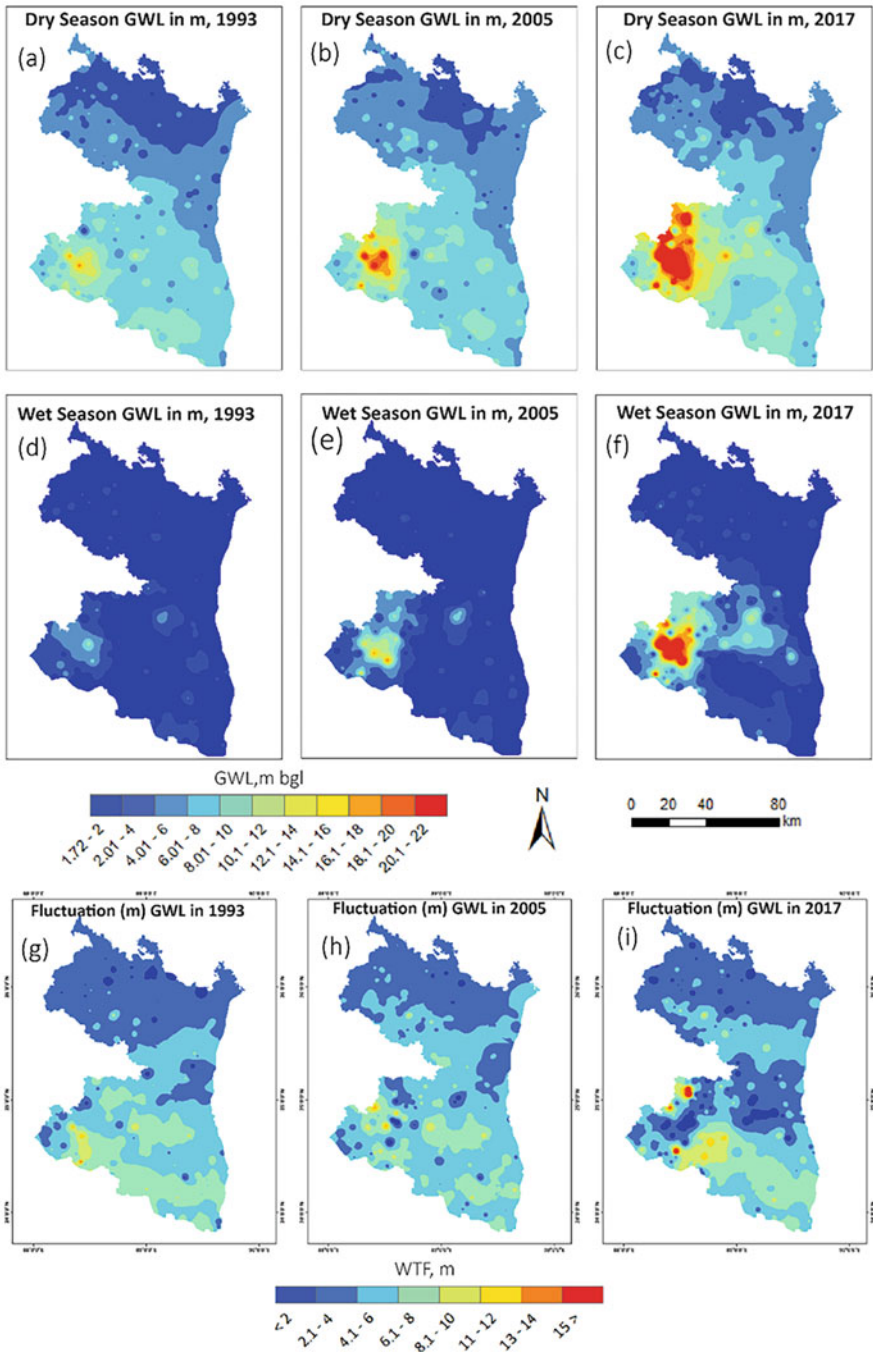 Dry Season GWL in m, 1993
Dry Season GWL in m, 2005
Dry Season GWL in m, 2017
(a)
(b)
(c)
Wet Season GWL in m, 1993
Wet Season GWL in m, 2005
Wet Season GWL in m, 2017
(d)
(e)
(f)
GWL,m bgl
1.72 - 2
2.01 - 4
4.01 - 6
6.01 - 8
8.01 - 10
10.1 - 12
12.1 - 14
14.1 - 16
16.1 - 18
18.1 - 20
20.1 - 22
N
0 20 40 80
km
Fluctuation (m) GWL in 1993
Fluctuation (m) GWL in 2005
Fluctuation (m) GWL in 2017
(g)
(h)
(i)
WTF, m
< 2
2.1 - 4
4.1 - 6
6.1 - 8
8.1 - 10
11 - 12
13 - 14
15 >